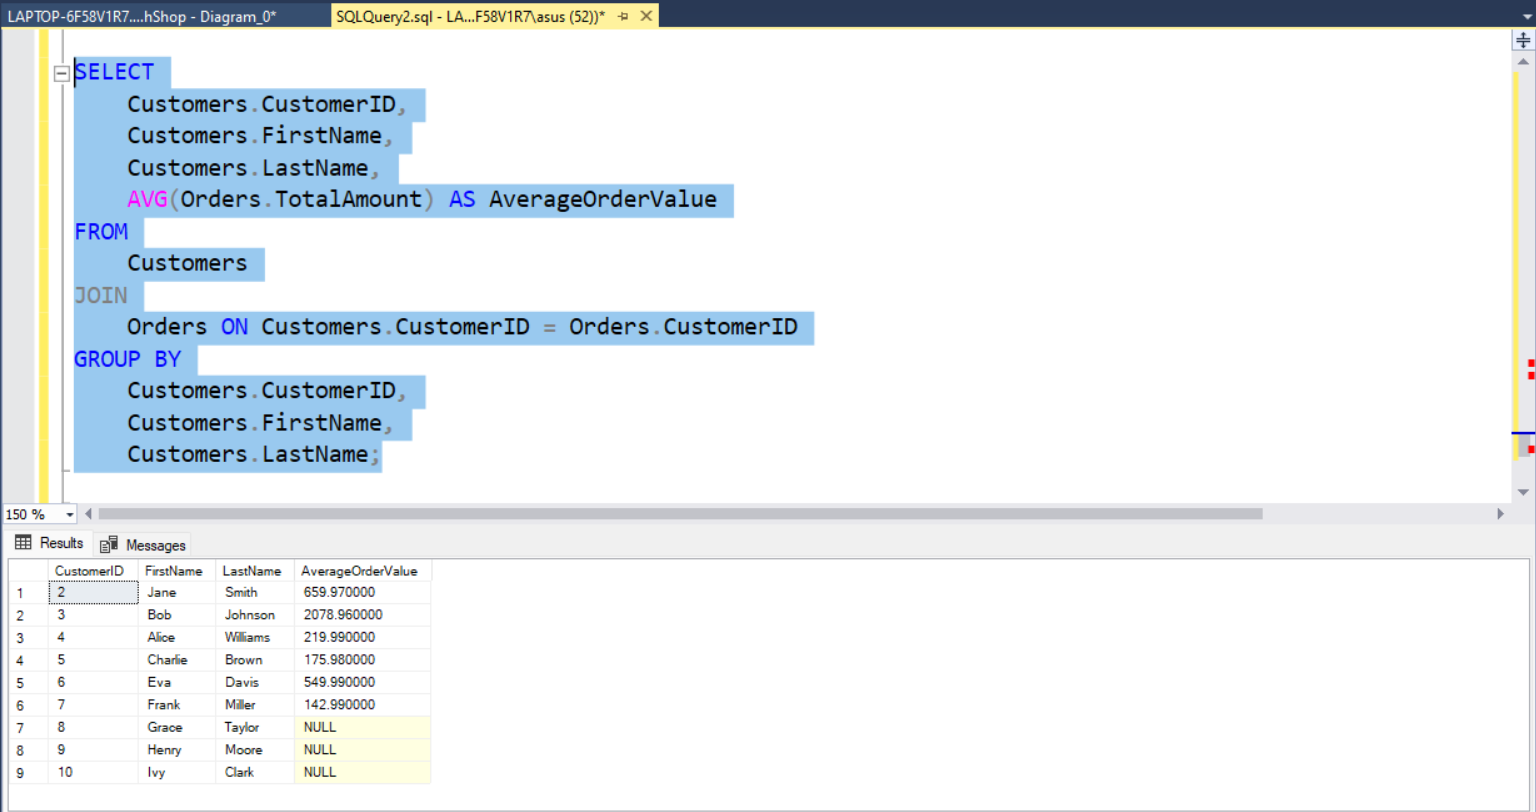 LAPTOP-6F58V1R7....hShop - Diagram_0*
SQLQuery2.sql - LA...F58V1R7\asus (52))*
SELECT
Customers.CustomerID,
Customers.FirstName,
Customers.LastName,
AVG(Orders.TotalAmount) AS AverageOrderValue
FROM
Customers
JOIN
Orders ON Customers.CustomerID = Orders.CustomerID
GROUP BY
Customers.CustomerID,
Customers.FirstName,
Customers.LastName;
150 %
Results Messages
CustomerID FirstName LastName AverageOrderValue
1 2 Jane Smith 659.970000
2 3 Bob Johnson 2078.960000
3 4 Alice Williams 219.990000
4 5 Charlie Brown 175.980000
5 6 Eva Davis 549.990000
6 7 Frank Miller 142.990000
7 8 Grace Taylor NULL
8 9 Henry Moore NULL
9 10 Ivy Clark NULL